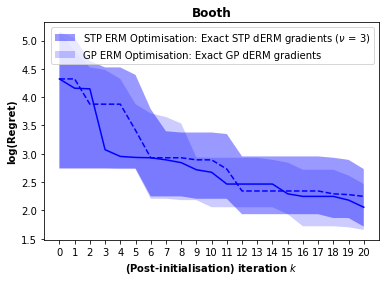 Booth
STP ERM Optimisation: Exact STP dERM gradients (ν = 3)
GP ERM Optimisation: Exact GP dERM gradients
log(Regret)
5.0
4.5
4.0
3.5
3.0
2.5
2.0
1.5
0 1 2 3 4 5 6 7 8 9 10 11 12 13 14 15 16 17 18 19 20
(Post-initialisation) iteration k